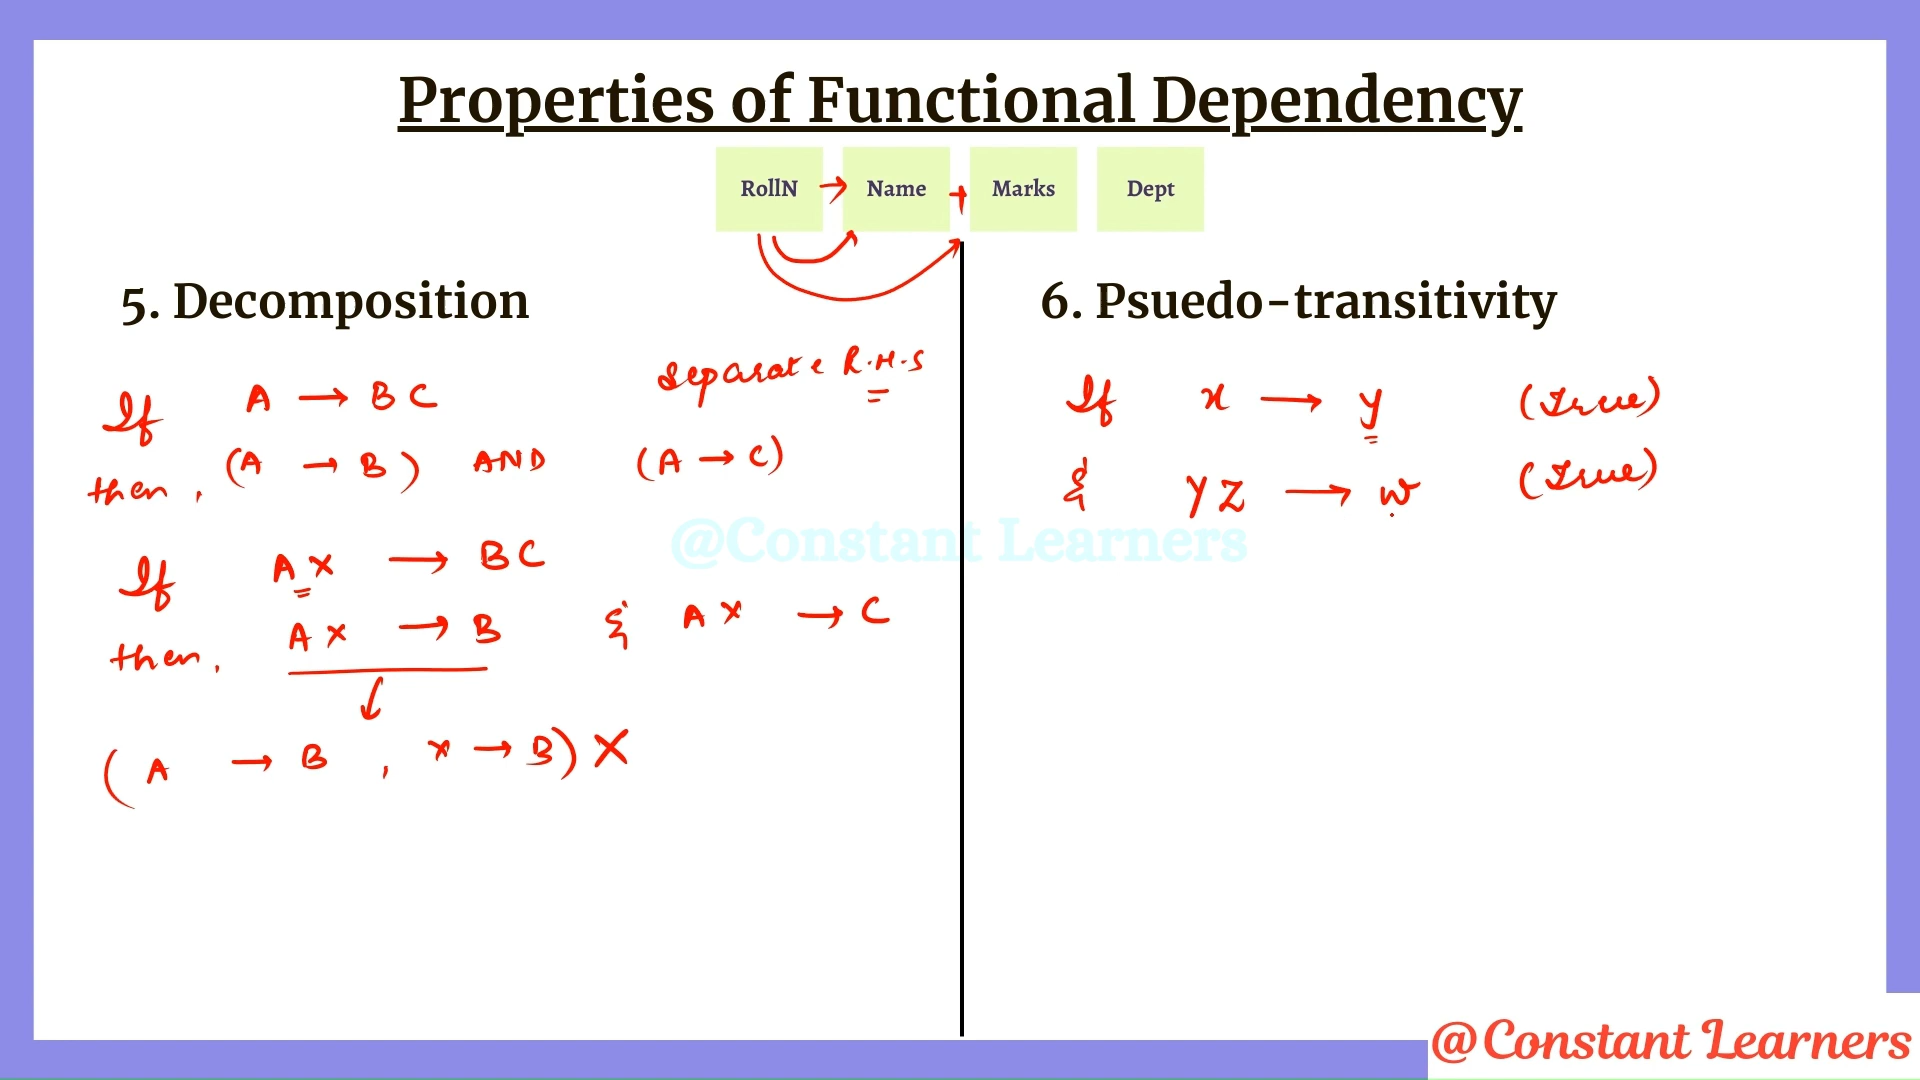 Properties of Functional Dependency
RollN → Name + Marks Dept
5. Decomposition
Separate R.H.S
If A → BC
then, (A → B) AND (A → C)
If AX → BC
then, AX → B & AX → C
(A → B, X → B) X
6. Psuedo-transitivity
If x → y (True)
& yz → w (True)
@Constant Learners
@Constant Learners